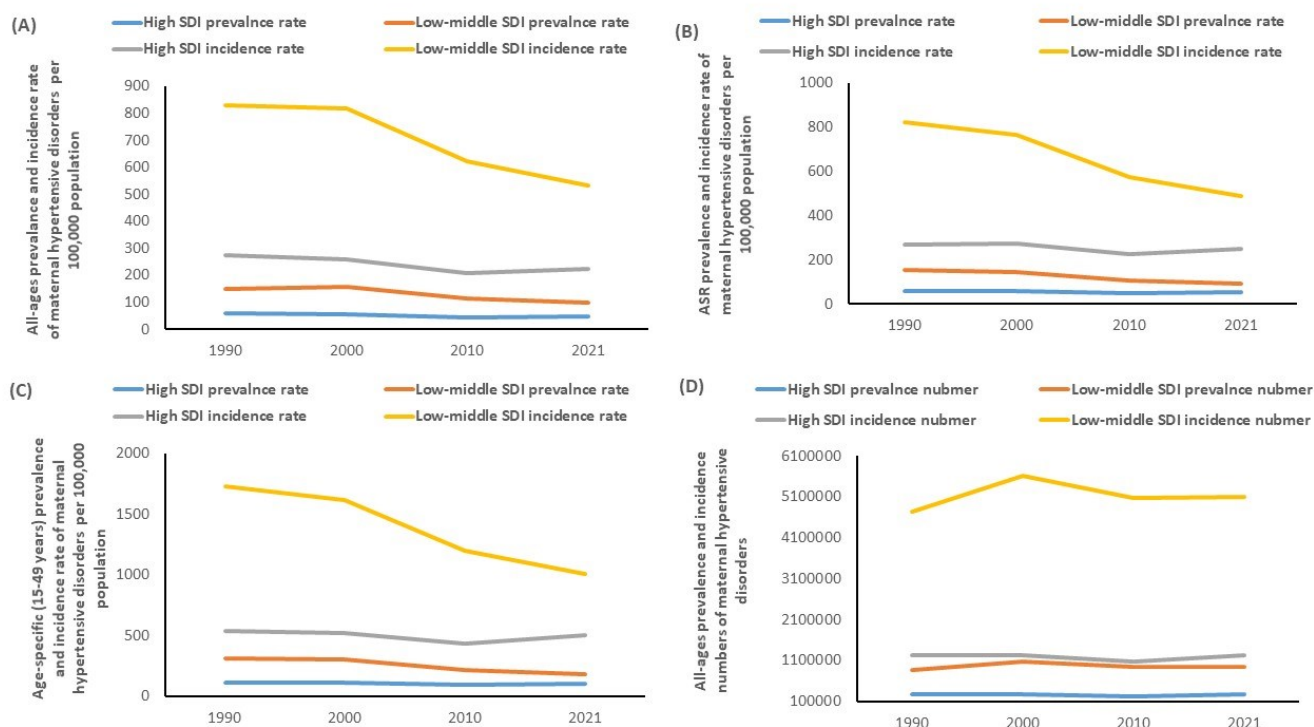 (A)
High SDI prevalnce rate
Low-middle SDI prevalnce rate
High SDI incidence rate
Low-middle SDI incidence rate
All-ages prevalance and incidence rate
of maternal hypertensive disorders per
100,000 population
900
800
700
600
500
400
300
200
100
0
1990
2000
2010
2021
(B)
High SDI prevalnce rate
Low-middle SDI prevalnce rate
High SDI incidence rate
Low-middle SDI incidence rate
ASR prevalence and incidence rate of
maternal hypertensive disorders per
100,000 population
1000
800
600
400
200
0
1990
2000
2010
2021
(C)
High SDI prevalnce rate
Low-middle SDI prevalnce rate
High SDI incidence rate
Low-middle SDI incidence rate
Age-specific (15-49 years) prevalence
and incidence rate of maternal
hypertensive disorders per 100,000
population
2000
1500
1000
500
0
1990
2000
2010
2021
(D)
High SDI prevalnce nubmer
Low-middle SDI prevalnce nubmer
High SDI incidence nubmer
Low-middle SDI incidence nubmer
All-ages prevalence and incidence
numbers of maternal hypertensive
disorders
6100000
5100000
4100000
3100000
2100000
1100000
100000
1990
2000
2010
2021